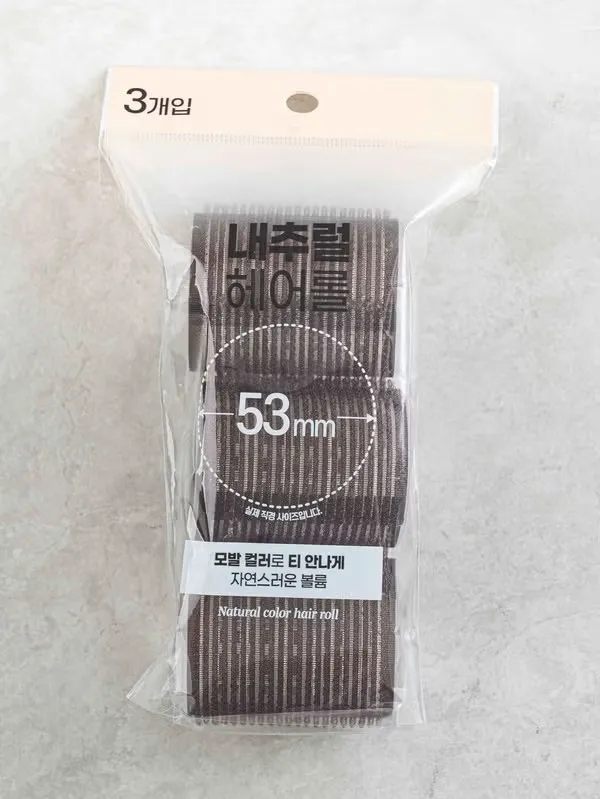 3개입
내추럴
헤어롤
53mm
실제 직경 사이즈입니다.
모발 컬러로 티 안나게
자연스러운 볼륨
Natural color hair roll